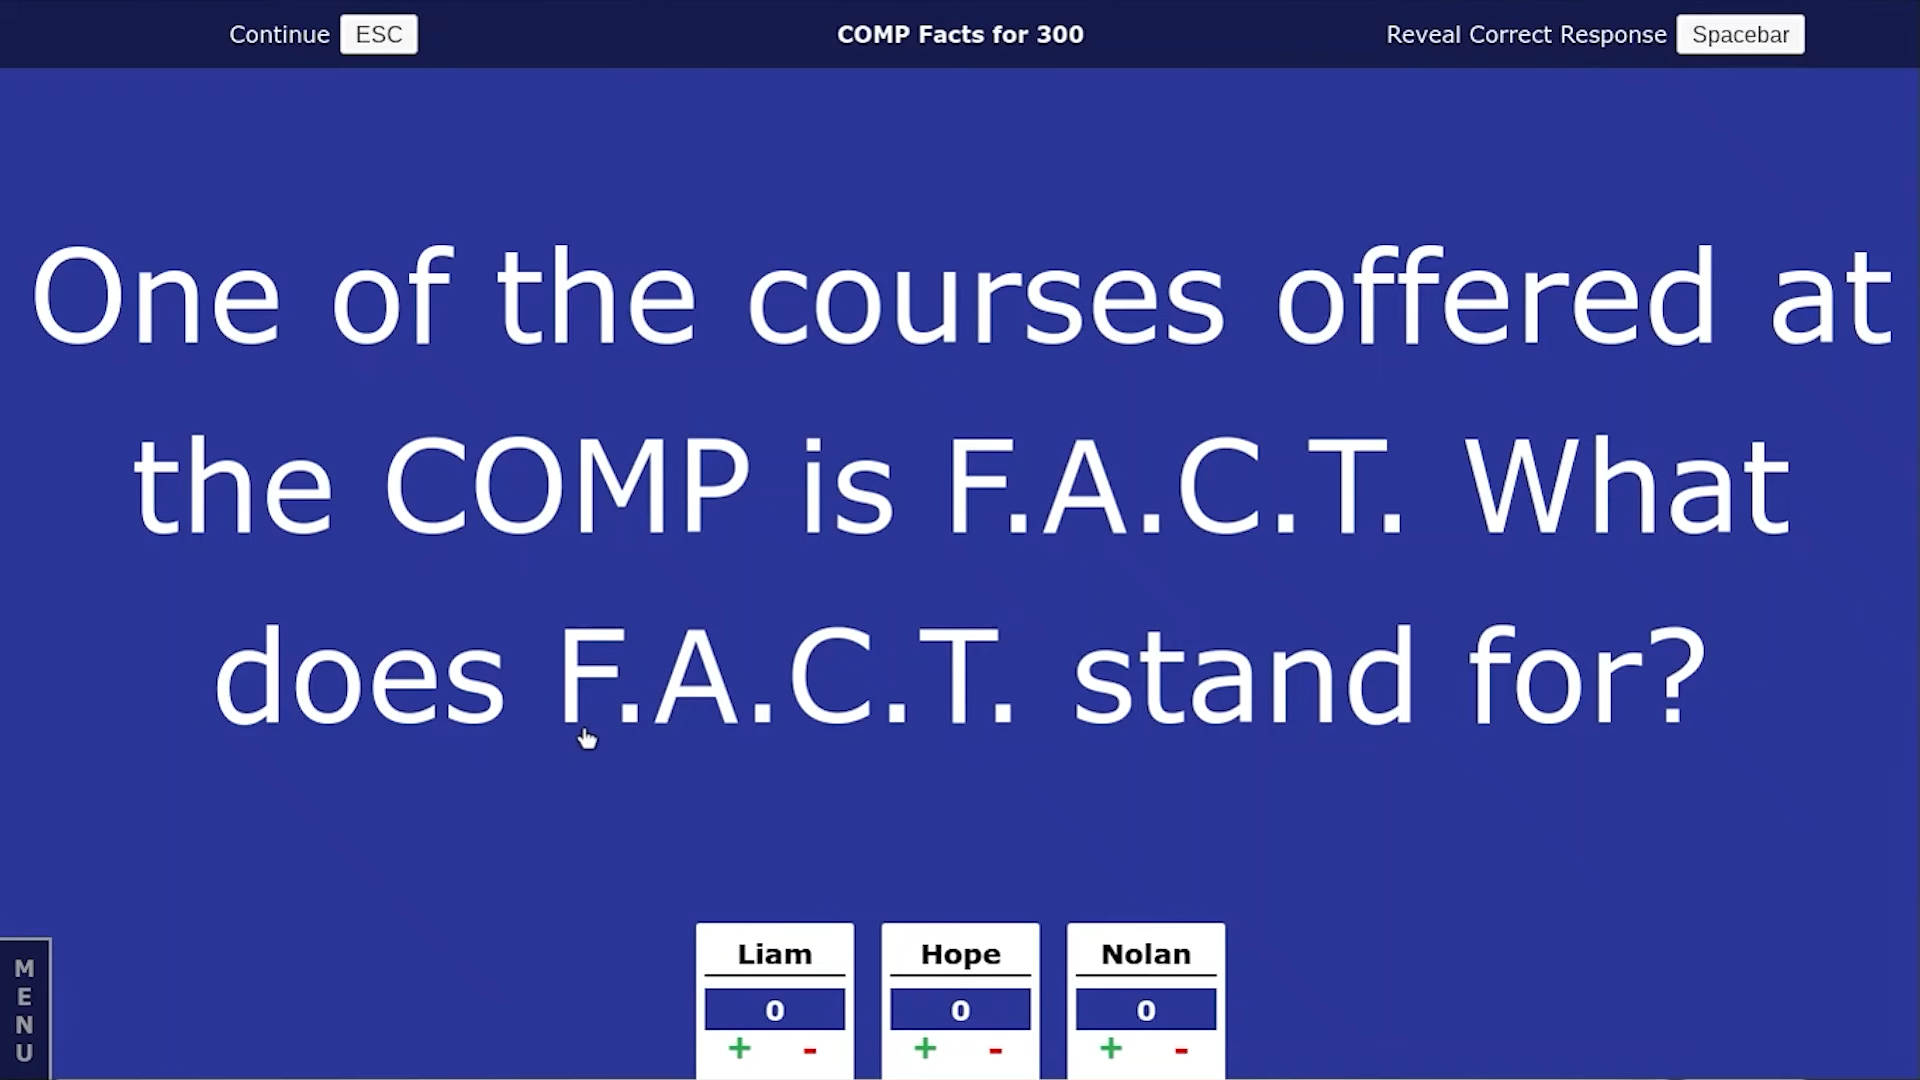 Continue ESC COMP Facts for 300 Reveal Correct Response Spacebar
One of the courses offered at
the COMP is F.A.C.T. What
does F.A.C.T. stand for?
MENU
Liam Hope Nolan
0 0 0
+ - + - + -